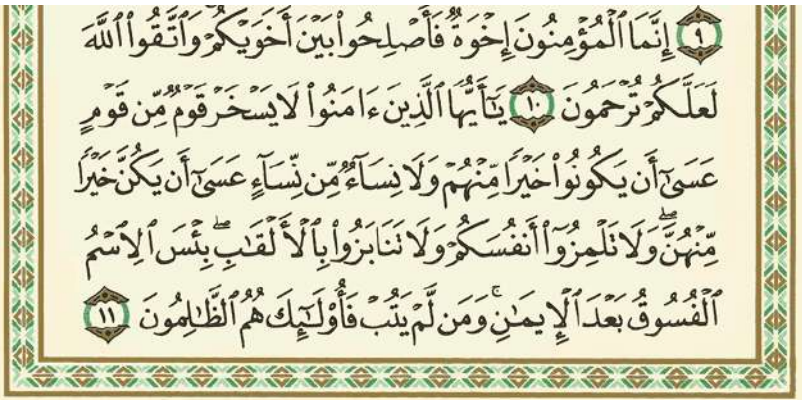 ٩ إِنَّمَا ٱلْمُؤْمِنُونَ إِخْوَةٌ فَأَصْلِحُوا۟ بَيْنَ أَخَوَيْكُمْ وَٱتَّقُوا۟ ٱللَّهَ
لَعَلَّكُمْ تُرْحَمُونَ ١٠ يَـٰٓأَيُّهَا ٱلَّذِينَ ءَامَنُوا۟ لَا يَسْخَرْ قَوْمٌ مِّن قَوْمٍ
عَسَىٰٓ أَن يَكُونُوا۟ خَيْرًا مِّنْهُمْ وَلَا نِسَآءٌ مِّن نِّسَآءٍ عَسَىٰٓ أَن يَكُنَّ خَيْرًا
مِّنْهُنَّ ۖ وَلَا تَلْمِزُوٓا۟ أَنفُسَكُمْ وَلَا تَنَابَزُوا۟ بِٱلْأَلْقَـٰبِ ۖ بِئْسَ ٱلِٱسْمُ
ٱلْفُسُوقُ بَعْدَ ٱلْإِيمَـٰنِ ۚ وَمَن لَّمْ يَتُبْ فَأُو۟لَـٰٓئِكَ هُمُ ٱلظَّـٰلِمُونَ ١١